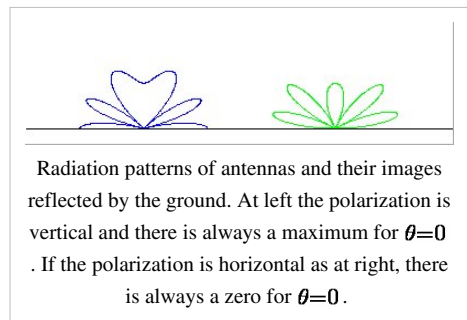 Radiation patterns of antennas and their images
reflected by the ground. At left the polarization is
vertical and there is always a maximum for θ=0
. If the polarization is horizontal as at right, there
is always a zero for θ=0 .